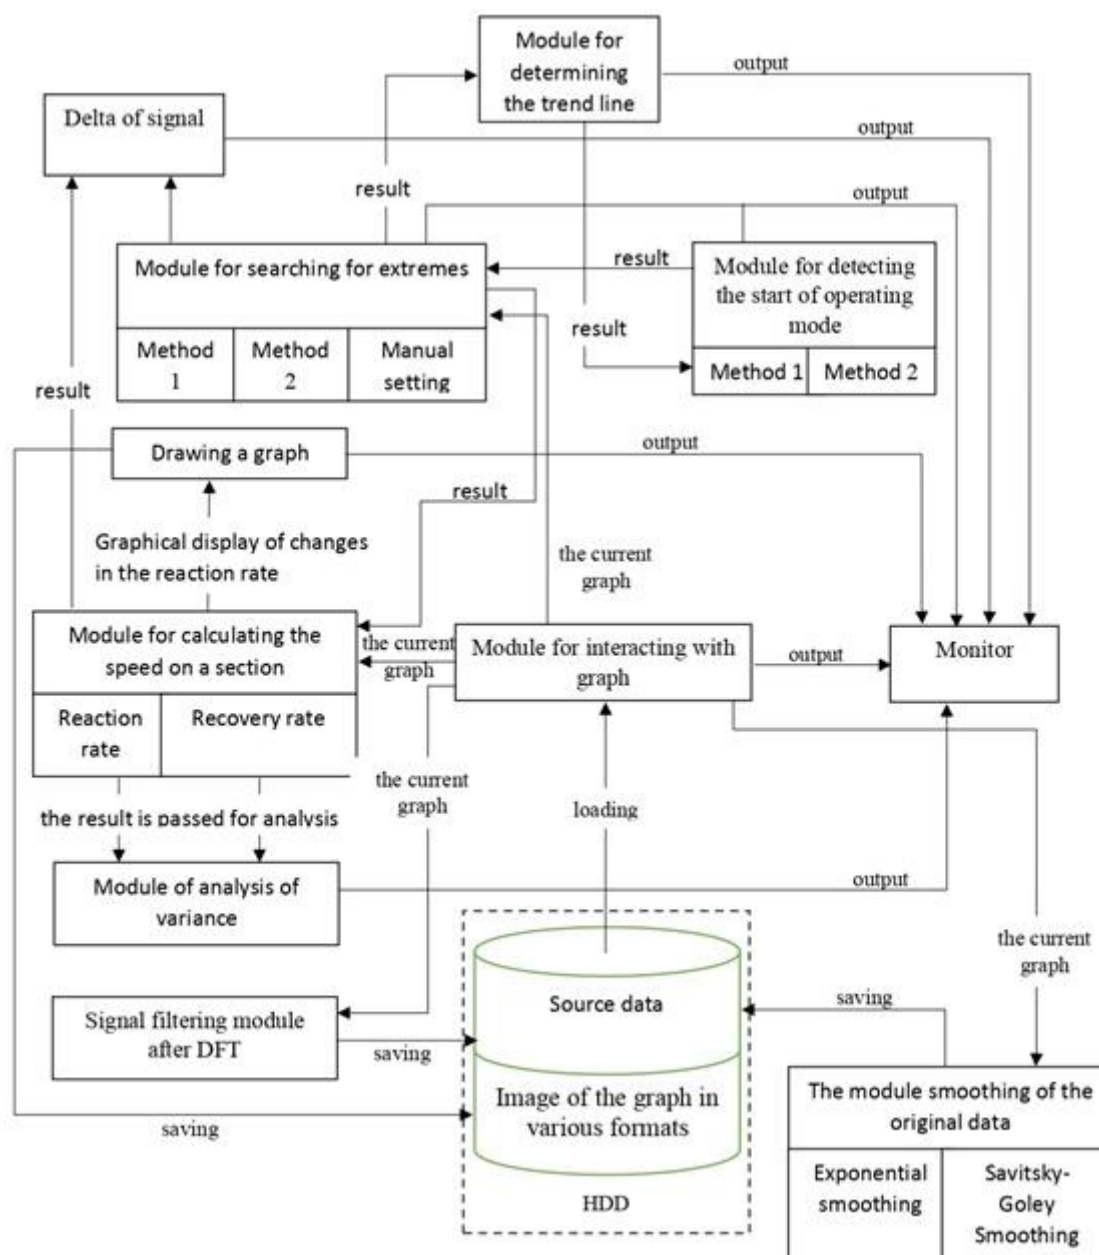 Module for
determining
the trend line
output
Delta of signal
output
result
output
Module for searching for extremes
result
Module for detecting
the start of operating
mode
Method
1
Method
2
Manual
setting
result
Method 1
Method 2
result
Drawing a graph
output
result
Graphical display of changes
in the reaction rate
the current
graph
Module for calculating the
speed on a section
the current
graph
Module for interacting with
graph
output
Monitor
Reaction
rate
Recovery rate
the current
graph
loading
the result is passed for analysis
Module of analysis of
variance
output
the current
graph
Source data
saving
Signal filtering module
after DFT
saving
Image of the graph in
various formats
saving
The module smoothing of the
original data
HDD
Exponential
smoothing
Savitsky-
Goley
Smoothing